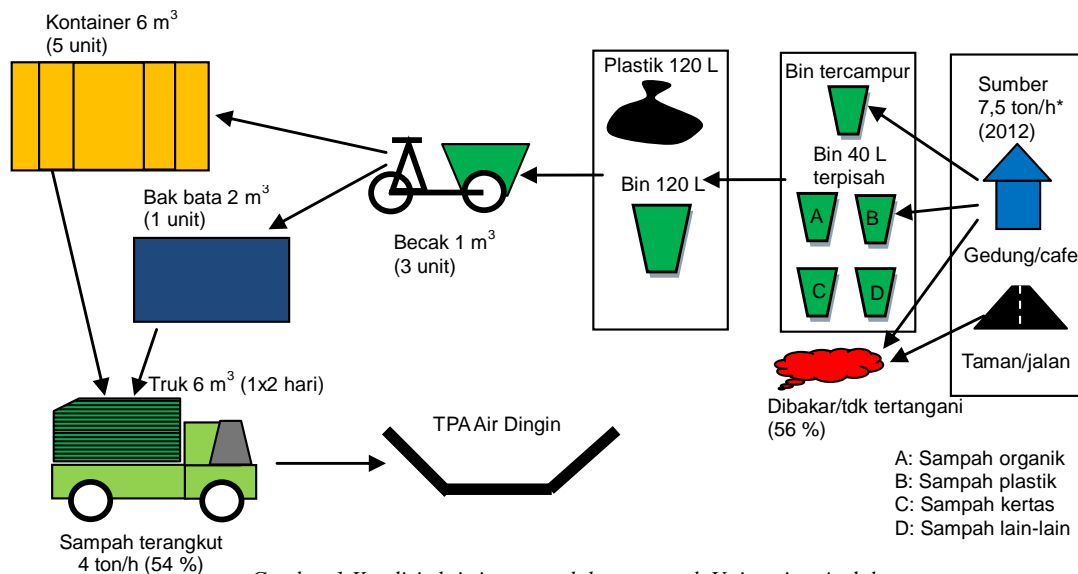 Kontainer 6 m³
(5 unit)
Bak bata 2 m³
(1 unit)
Becak 1 m³
(3 unit)
Plastik 120 L
Bin 120 L
Bin tercampur
Bin 40 L
terpisah
A
B
C
D
Sumber
7,5 ton/h*
(2012)
Gedung/cafe
Taman/jalan
Dibakar/tdk tertangani
(56 %)
A: Sampah organik
B: Sampah plastik
C: Sampah kertas
D: Sampah lain-lain
Truk 6 m³ (1x2 hari)
TPA Air Dingin
Sampah terangkut
4 ton/h (54 %)